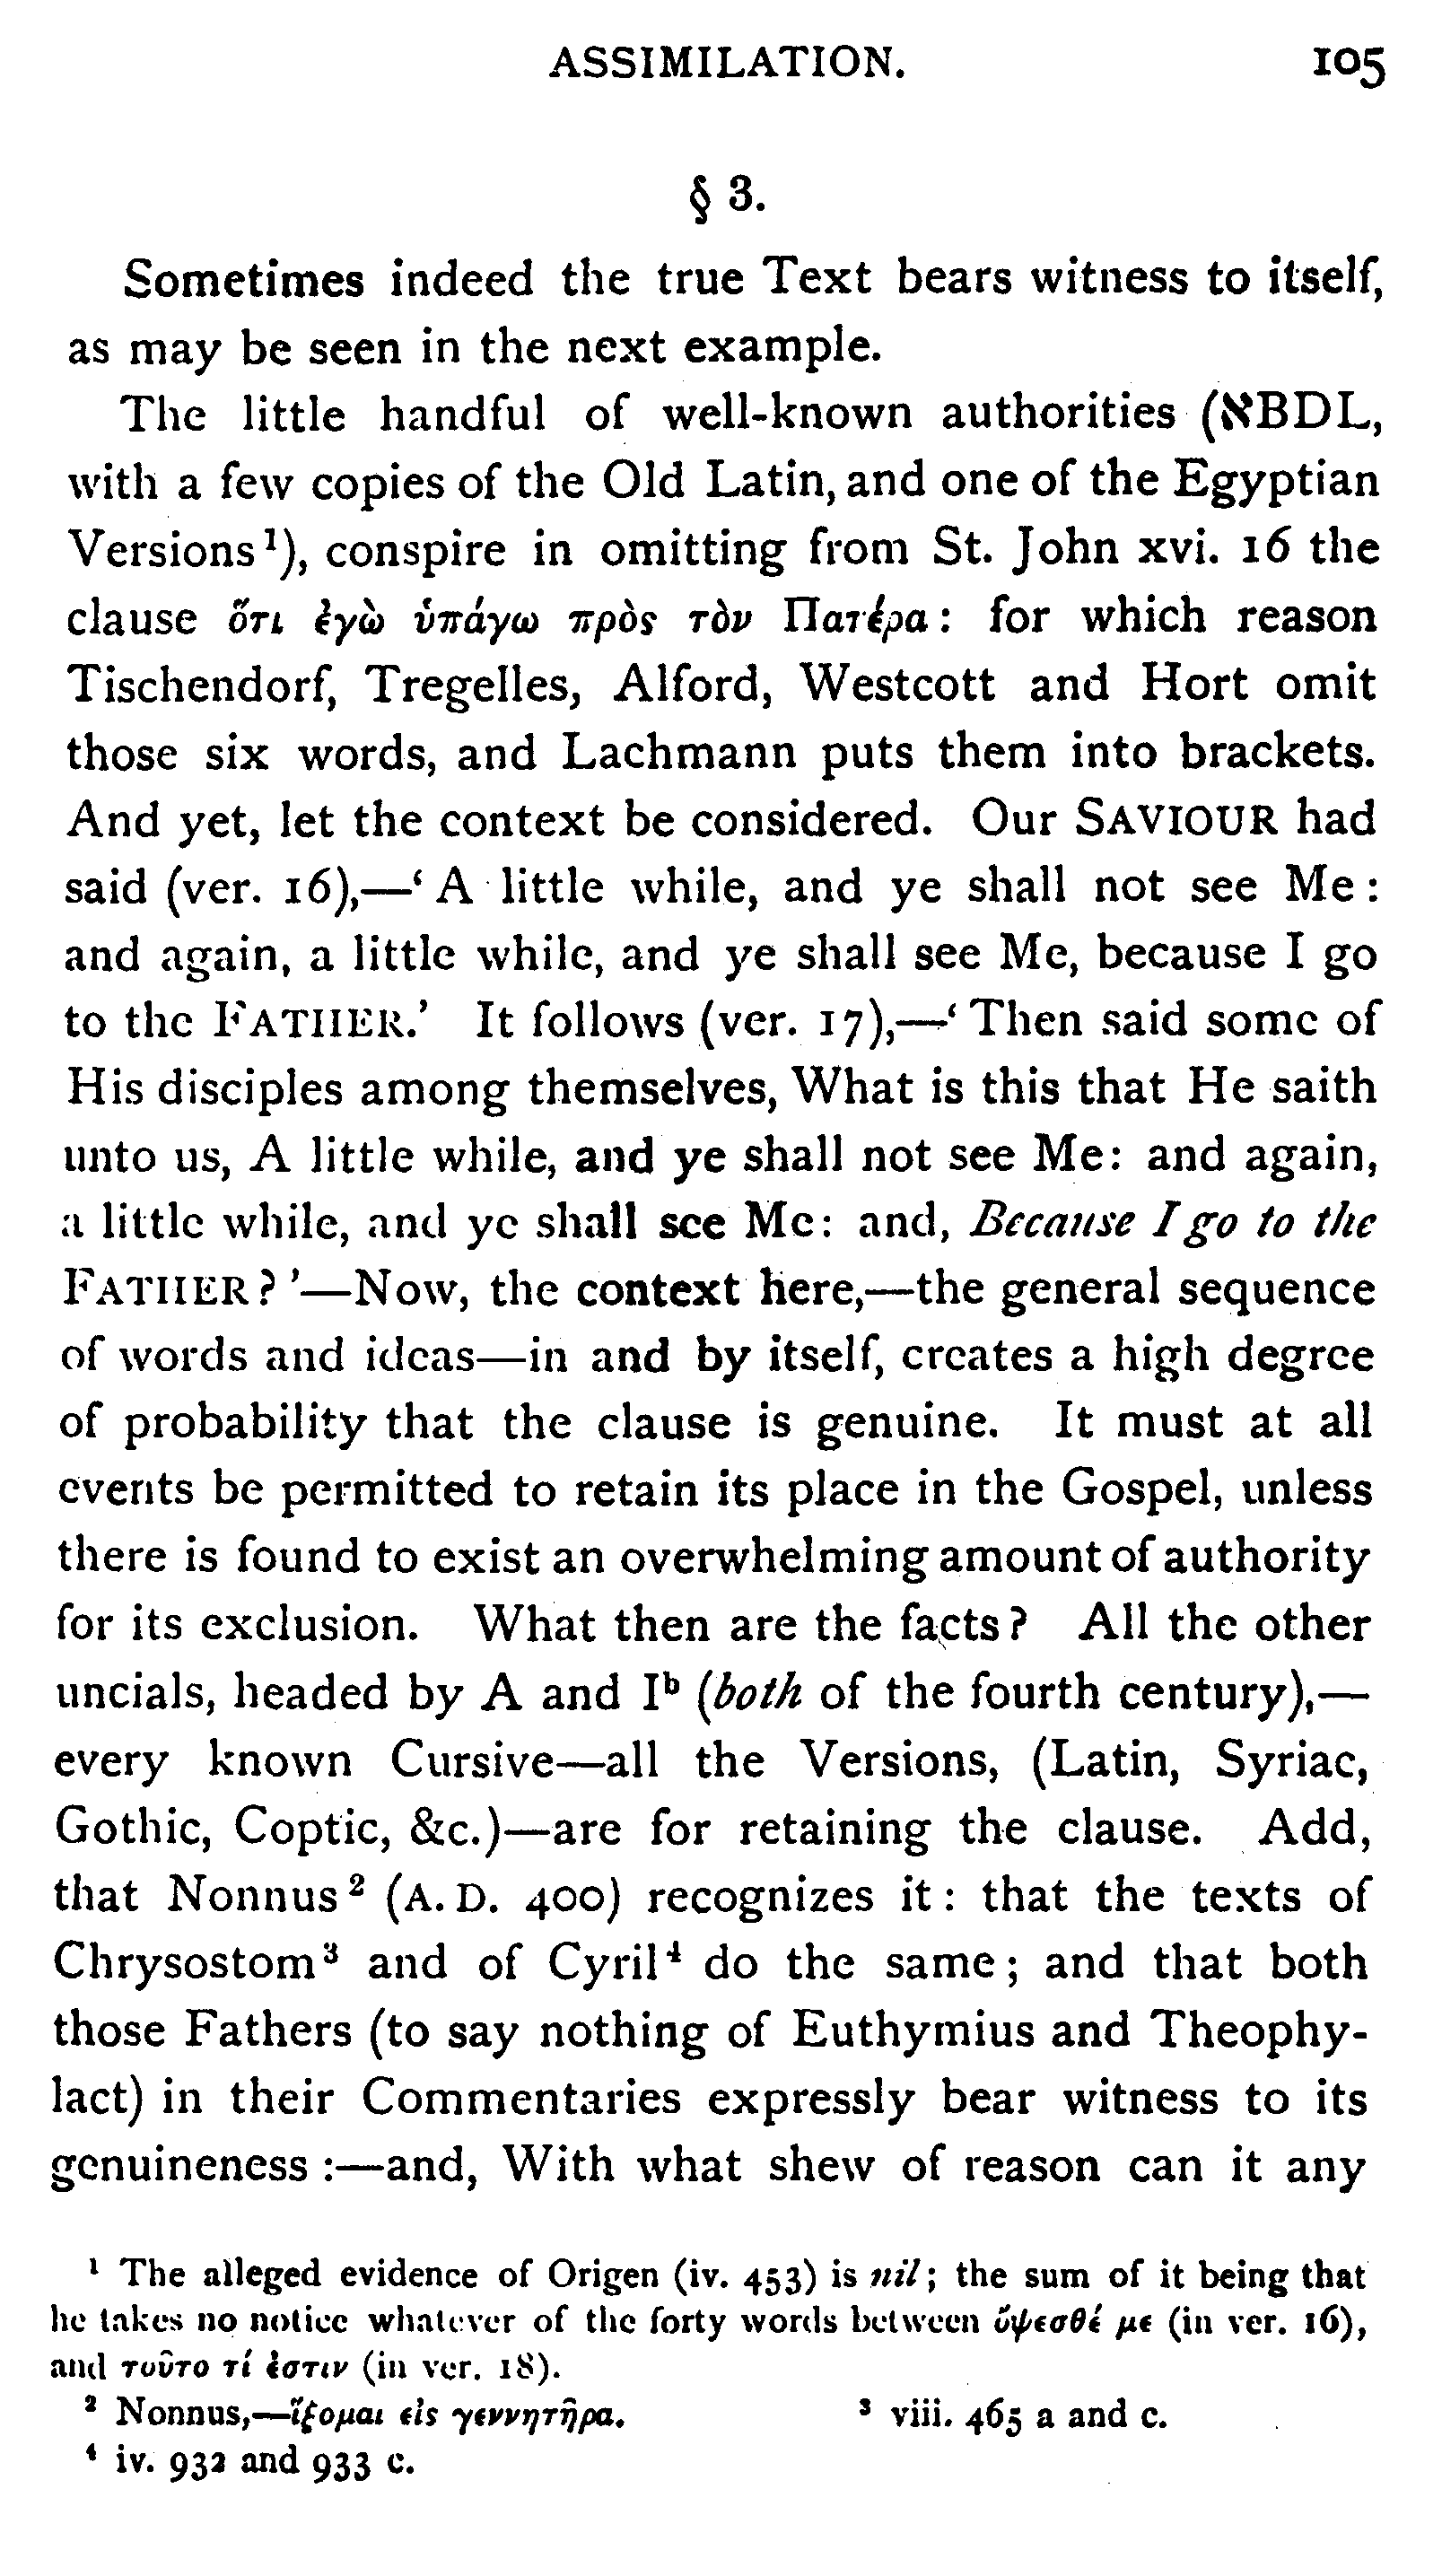 ASSIMILATION. 105
§ 3.
Sometimes indeed the true Text bears witness to itself,
as may be seen in the next example.
The little handful of well-known authorities (ℵBDL,
with a few copies of the Old Latin, and one of the Egyptian
Versions ¹), conspire in omitting from St. John xvi. 16 the
clause ὅτι ἐγὼ ὑπάγω πρὸς τὸν Πατέρα : for which reason
Tischendorf, Tregelles, Alford, Westcott and Hort omit
those six words, and Lachmann puts them into brackets.
And yet, let the context be considered. Our SAVIOUR had
said (ver. 16),—‘ A little while, and ye shall not see Me :
and again, a little while, and ye shall see Me, because I go
to the FATHER.’ It follows (ver. 17),—‘ Then said some of
His disciples among themselves, What is this that He saith
unto us, A little while, and ye shall not see Me: and again,
a little while, and ye shall see Me: and, Because I go to the
FATHER ? ’—Now, the context here,—the general sequence
of words and ideas—in and by itself, creates a high degree
of probability that the clause is genuine. It must at all
events be permitted to retain its place in the Gospel, unless
there is found to exist an overwhelming amount of authority
for its exclusion. What then are the facts ? All the other
uncials, headed by A and Iᵇ (both of the fourth century),—
every known Cursive—all the Versions, (Latin, Syriac,
Gothic, Coptic, &c.)—are for retaining the clause. Add,
that Nonnus ² (A. D. 400) recognizes it : that the texts of
Chrysostom ³ and of Cyril ⁴ do the same ; and that both
those Fathers (to say nothing of Euthymius and Theophy-
lact) in their Commentaries expressly bear witness to its
genuineness :—and, With what shew of reason can it any
¹ The alleged evidence of Origen (iv. 453) is nil ; the sum of it being that
he takes no notice whatever of the forty words between ὄψεσθέ με (in ver. 16),
and τοῦτο τί ἐστιν (in ver. 18).
² Nonnus,—ἵξομαι εἰς γεννητῆρα. ³ viii. 465 a and c.
⁴ iv. 932 and 933 c.